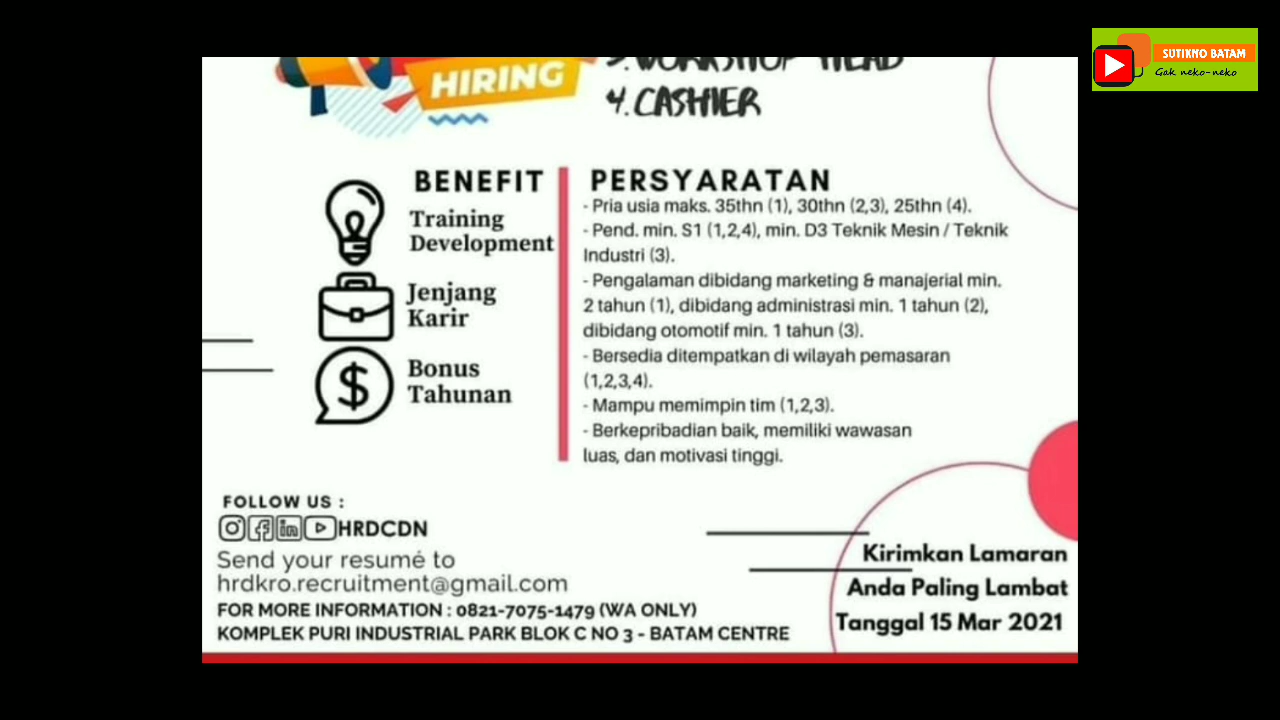 SUTIKNO BATAM
Gak neko-neko
HIRING
3. WORKSHOP HEAD
4. CASHIER
BENEFIT
Training
Development
Jenjang
Karir
Bonus
Tahunan
PERSYARATAN
- Pria usia maks. 35thn (1), 30thn (2,3), 25thn (4).
- Pend. min. S1 (1,2,4), min. D3 Teknik Mesin / Teknik
Industri (3).
- Pengalaman dibidang marketing & manajerial min.
2 tahun (1), dibidang administrasi min. 1 tahun (2),
dibidang otomotif min. 1 tahun (3).
- Bersedia ditempatkan di wilayah pemasaran
(1,2,3,4).
- Mampu memimpin tim (1,2,3).
- Berkepribadian baik, memiliki wawasan
luas, dan motivasi tinggi.
FOLLOW US :
HRDCDN
Send your resumé to
hrdkro.recruitment@gmail.com
FOR MORE INFORMATION : 0821-7075-1479 (WA ONLY)
KOMPLEK PURI INDUSTRIAL PARK BLOK C NO 3 - BATAM CENTRE
Kirimkan Lamaran
Anda Paling Lambat
Tanggal 15 Mar 2021